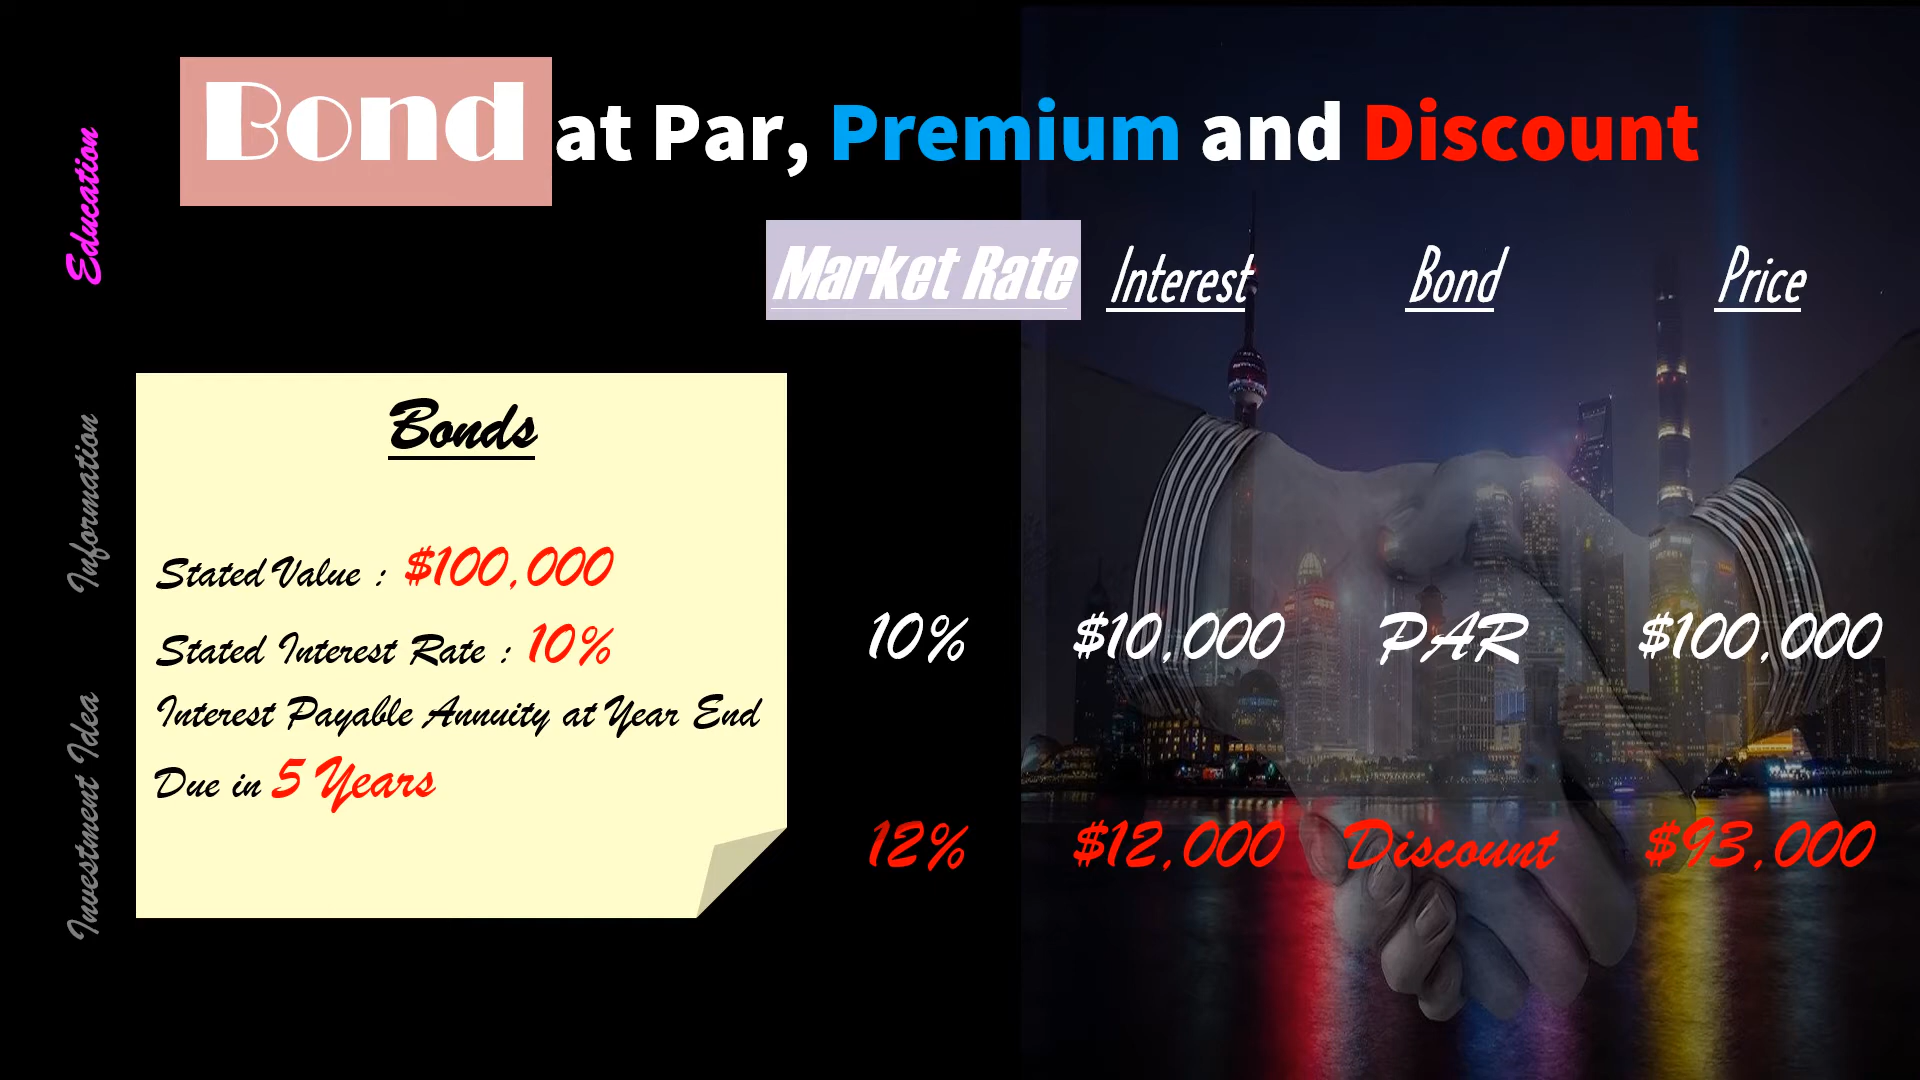 Bond at Par, Premium and Discount
Education
Information
Investment Idea
Market Rate Interest Bond Price
Bonds
Stated Value : $100,000
Stated Interest Rate : 10%
Interest Payable Annuity at Year End
Due in 5 Years
10% $10,000 PAR $100,000
12% $12,000 Discount $93,000